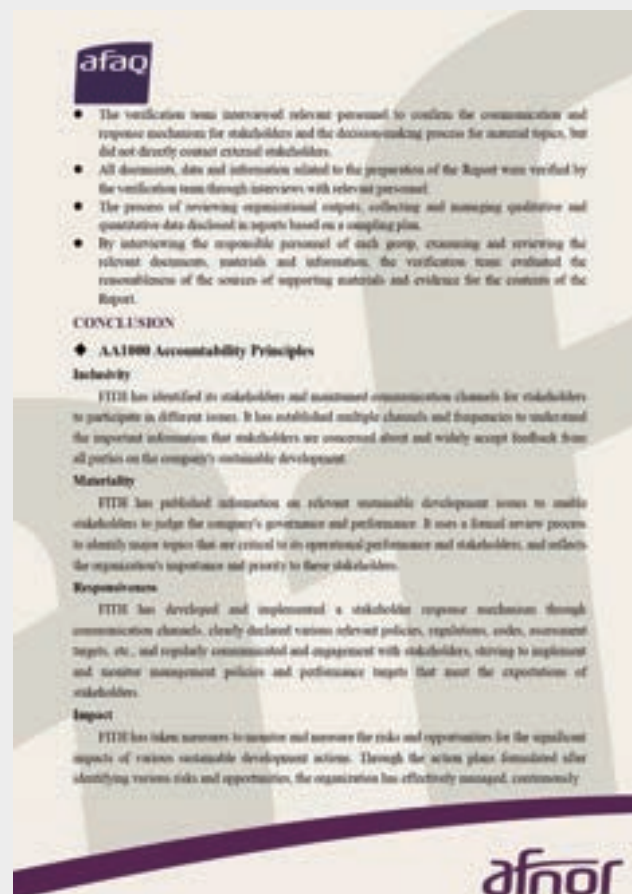 afaq
● The verification team interviewed relevant personnel to confirm the communication and
response mechanism for stakeholders and the decision-making process for material topics, but
did not directly contact external stakeholders.
● All documents, data and information related to the preparation of the Report were verified by
the verification team through interviews with relevant personnel.
● The process of reviewing organizational outputs, collecting and managing qualitative and
quantitative data disclosed in reports based on a sampling plan.
● By interviewing the responsible personnel of each group, examining and reviewing the
relevant documents, materials and information, the verification team evaluated the
reasonableness of the sources of supporting materials and evidence for the contents of the
Report.
CONCLUSION
◆ AA1000 Accountability Principles
Inclusivity
has identified its stakeholders and maintained communication channels for stakeholders
to participate in different issues. It has established multiple channels and frequencies to understand
the important information that stakeholders are concerned about and widely accept feedback from
all parties on the company's sustainable development.
Materiality
has published information on relevant sustainable development issues to enable
stakeholders to judge the company's governance and performance. It uses a formal review process
to identify major topics that are critical to its operational performance and stakeholders, and reflects
the organization's importance and priority to these stakeholders.
Responsiveness
has developed and implemented a stakeholder response mechanism through
communication channels, clearly declared various relevant policies, regulations, codes, assessment
targets, etc., and regularly communicated and engagement with stakeholders, striving to implement
and monitor management policies and performance targets that meet the expectations of
stakeholders.
Impact
has taken measures to monitor and measure the risks and opportunities for the significant
impacts of various sustainable development actions. Through the action plans formulated after
identifying various risks and opportunities, the organization has effectively managed, continuously
afnor